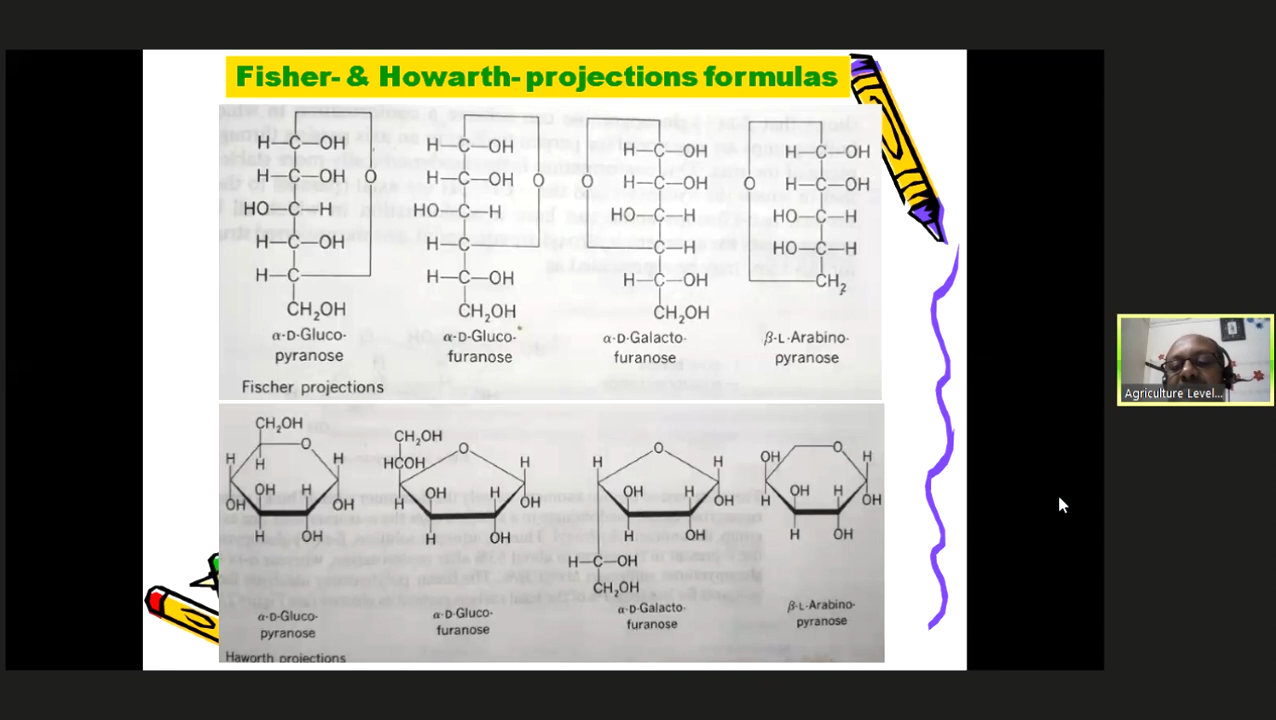 Fisher- & Howarth- projections formulas
H–C–OH H–C–OH H–C–OH H–C–OH
H–C–OH O H–C–OH O O H–C–OH O H–C–OH
HO–C–H HO–C–H HO–C–H HO–C–H
H–C–OH H–C C–H HO–C–H
H–C H–C–OH H–C–OH CH₂
CH₂OH CH₂OH CH₂OH
α-D-Gluco- α-D-Gluco- α-D-Galacto- β-L-Arabino-
pyranose furanose furanose pyranose
Fischer projections
CH₂OH O H H H OH H OH OH H OH
CH₂OH HCOH O H H OH H OH H OH
O H H OH H OH H OH
H–C–OH
CH₂OH
O OH H H OH H OH H OH
α-D-Gluco- α-D-Gluco- α-D-Galacto- β-L-Arabino-
pyranose furanose furanose pyranose
Haworth projections
Agriculture Level...